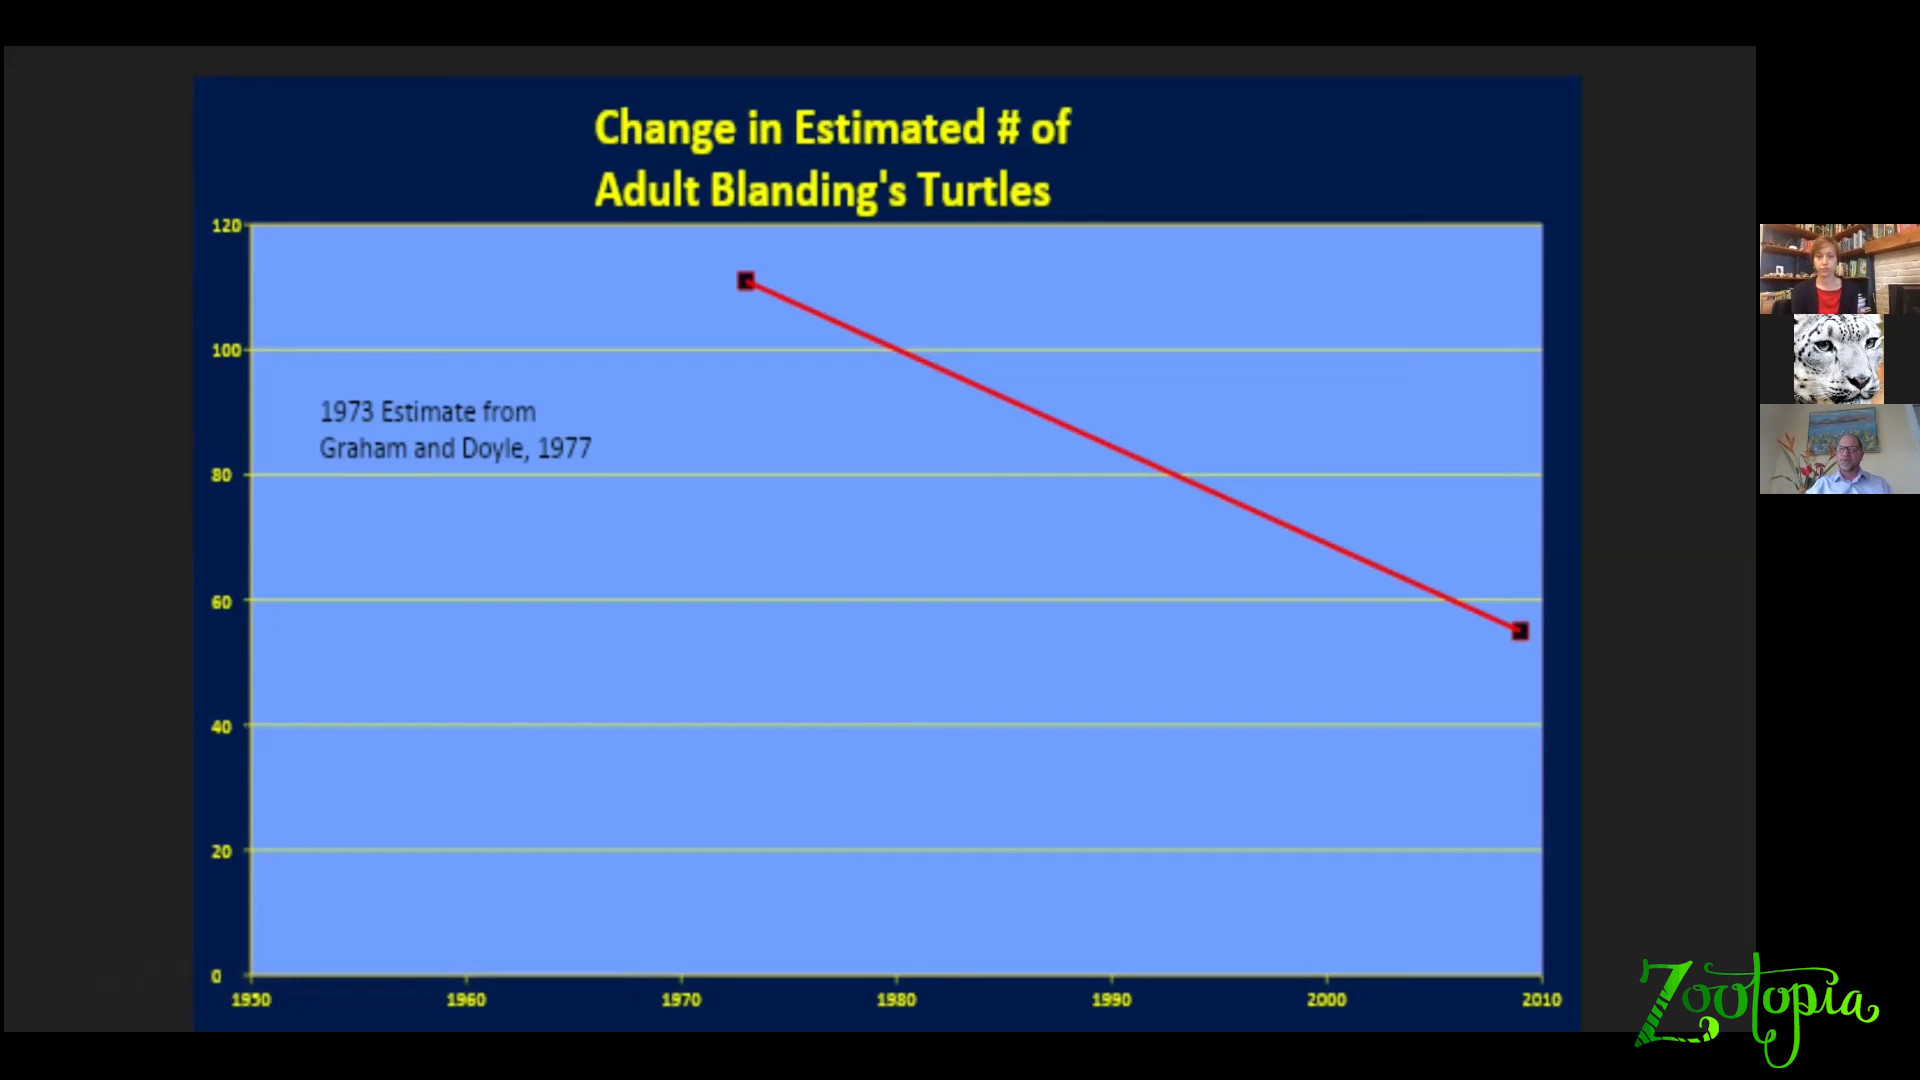 Change in Estimated # of
Adult Blanding's Turtles
120
100
1973 Estimate from
Graham and Doyle, 1977
80
60
40
20
0
1950 1960 1970 1980 1990 2000 2010
Zootopia